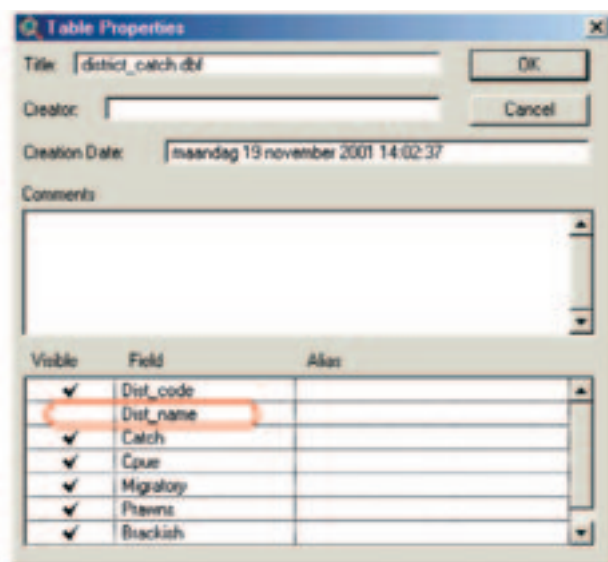 Table Properties
Title: district_catch.dbf OK
Creator: Cancel
Creation Date: maandag 19 november 2001 14:02:37
Comments
Visible Field Alias
Dist_code
Dist_name
Catch
Cpue
Migratory
Prawns
Brackish